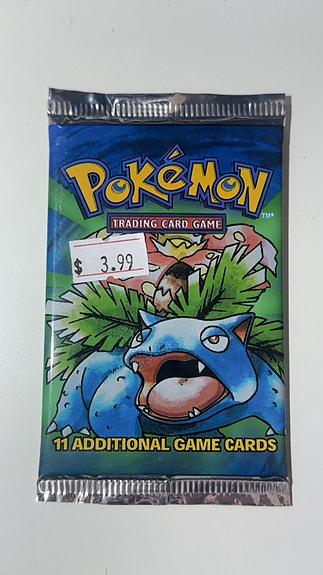 POKéMON
TM
TRADING CARD GAME
$ 3.99
11 ADDITIONAL GAME CARDS